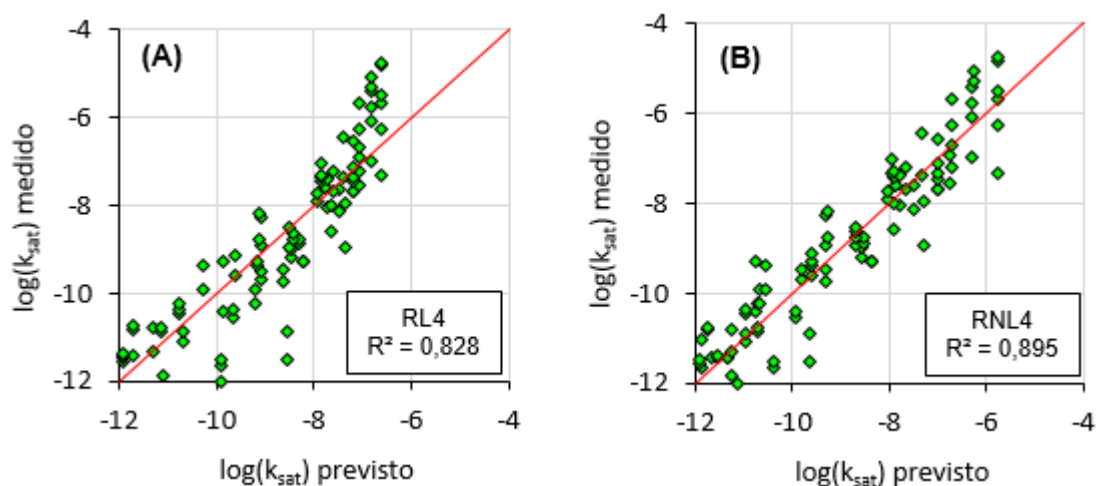 (A)
log(ksat) medido
-4
-6
-8
-10
-12
RL4
R² = 0,828
-12 -10 -8 -6 -4
log(ksat) previsto
(B)
log(ksat) medido
-4
-6
-8
-10
-12
RNL4
R² = 0,895
-12 -10 -8 -6 -4
log(ksat) previsto